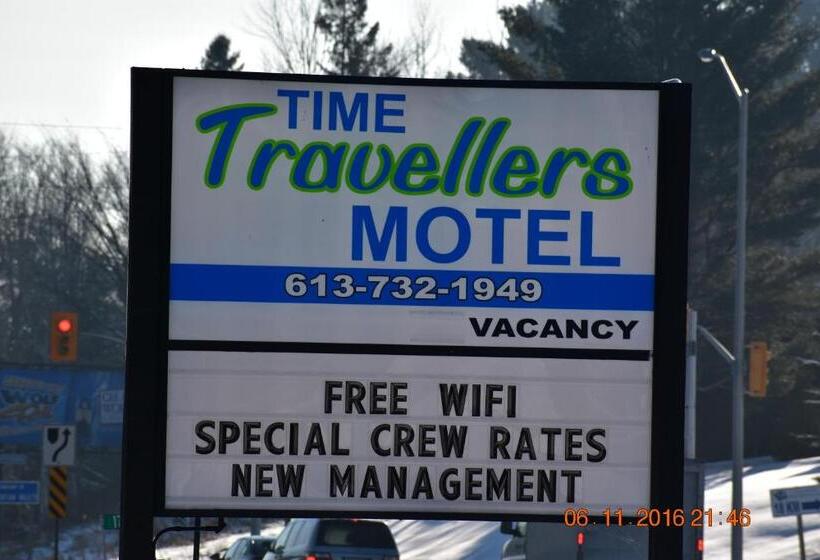 TIME
Travellers
MOTEL
613-732-1949
VACANCY
FREE WIFI
SPECIAL CREW RATES
NEW MANAGEMENT
06.11.2016 21:46